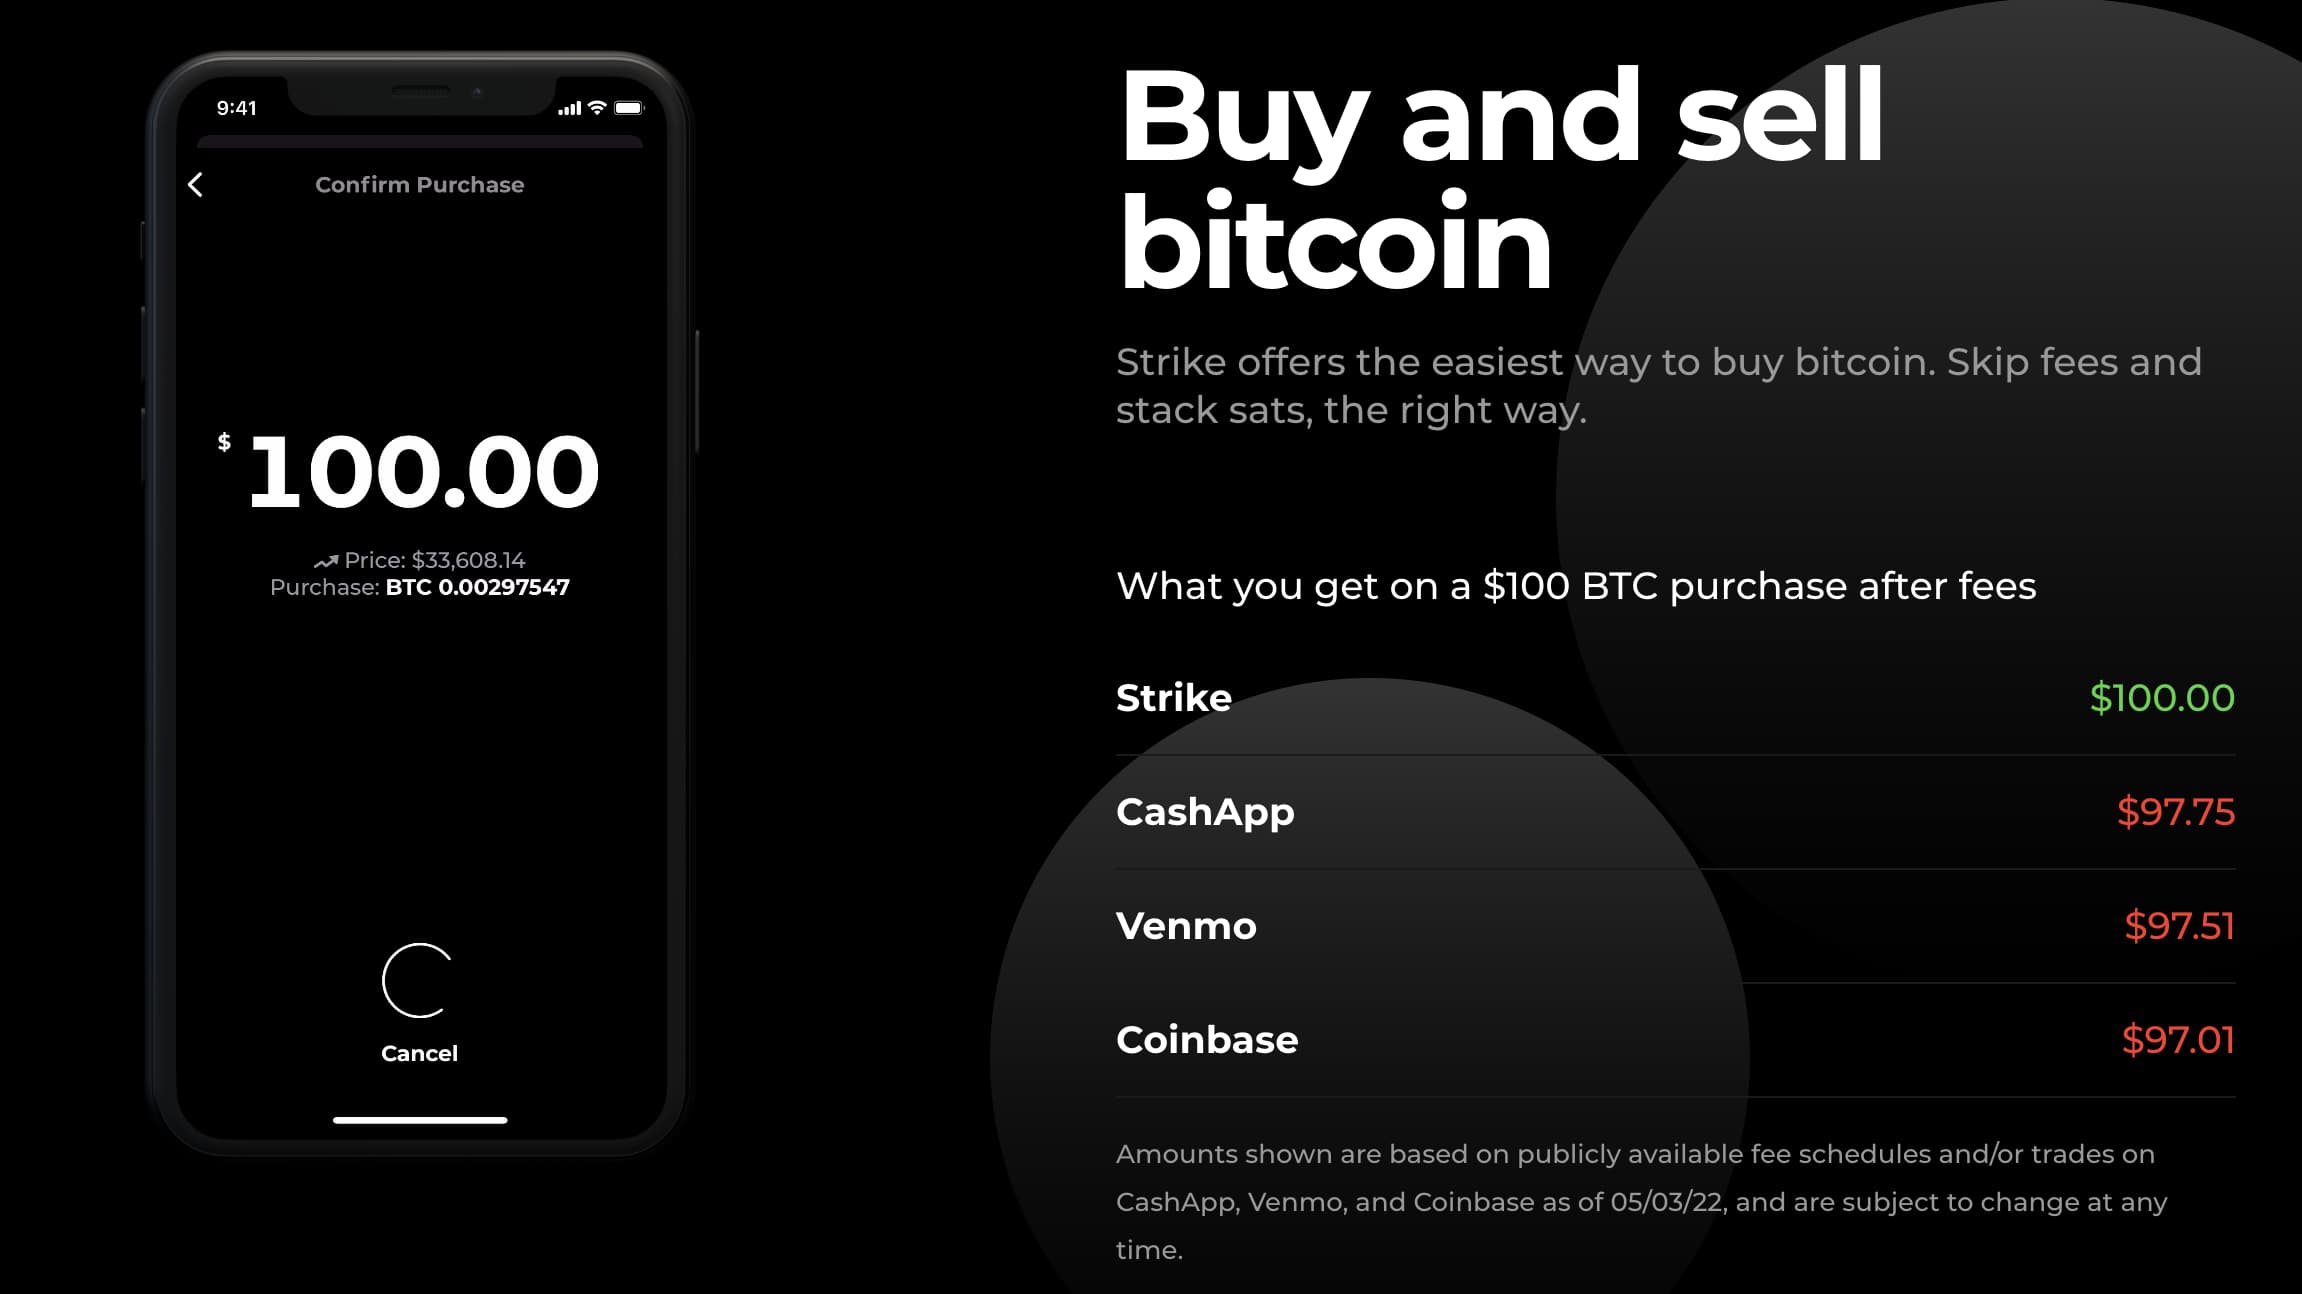 9:41
Confirm Purchase
$ 100.00
Price: $33,608.14
Purchase: BTC 0.00297547
Cancel
Buy and sell
bitcoin
Strike offers the easiest way to buy bitcoin. Skip fees and
stack sats, the right way.
What you get on a $100 BTC purchase after fees
Strike $100.00
CashApp $97.75
Venmo $97.51
Coinbase $97.01
Amounts shown are based on publicly available fee schedules and/or trades on
CashApp, Venmo, and Coinbase as of 05/03/22, and are subject to change at any
time.